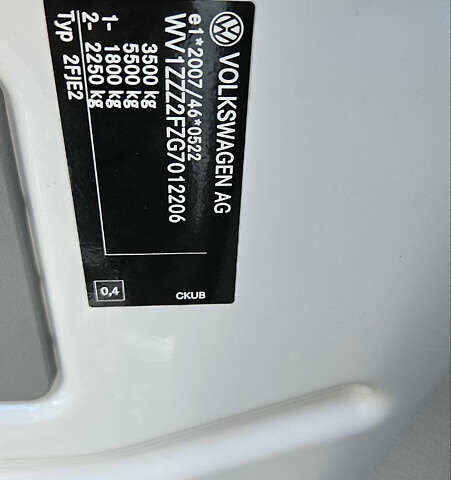 VOLKSWAGEN AG
e1*2007/46*0522
WV1ZZZ2FZG7012206
3500 kg
5500 kg
1- 1800 kg
2- 2250 kg
Typ 2FJE2
0,4
CKUB